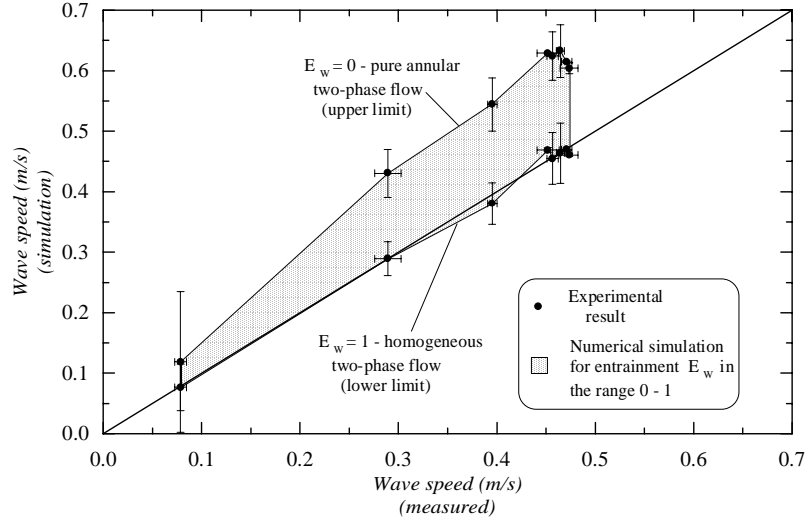 0.7
0.6
0.5
0.4
0.3
0.2
0.1
0.0
Wave speed (m/s)
(simulation)
E w = 0 - pure annular
two-phase flow
(upper limit)
E w = 1 - homogeneous
two-phase flow
(lower limit)
Experimental
result
Numerical simulation
for entrainment E w in
the range 0 - 1
0.0 0.1 0.2 0.3 0.4 0.5 0.6 0.7
Wave speed (m/s)
(measured)